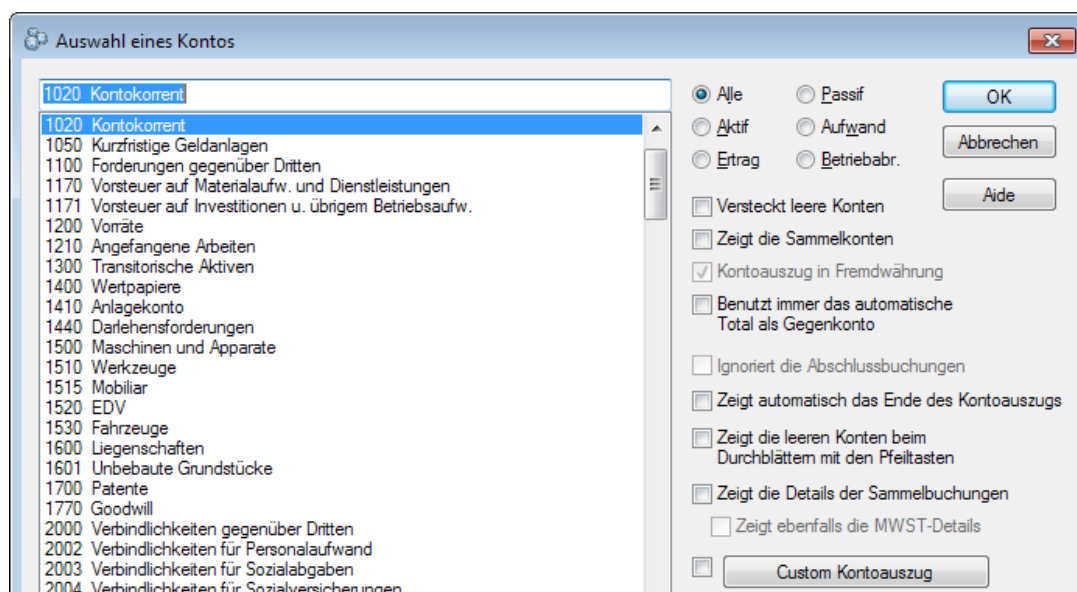 Auswahl eines Kontos
1020 Kontokorrent
1020 Kontokorrent
1050 Kurzfristige Geldanlagen
1100 Forderungen gegenüber Dritten
1170 Vorsteuer auf Materialaufw. und Dienstleistungen
1171 Vorsteuer auf Investitionen u. übrigem Betriebsaufw.
1200 Vorräte
1210 Angefangene Arbeiten
1300 Transitorische Aktiven
1400 Wertpapiere
1410 Anlagekonto
1440 Darlehensforderungen
1500 Maschinen und Apparate
1510 Werkzeuge
1515 Mobiliar
1520 EDV
1530 Fahrzeuge
1600 Liegenschaften
1601 Unbebaute Grundstücke
1700 Patente
1770 Goodwill
2000 Verbindlichkeiten gegenüber Dritten
2002 Verbindlichkeiten für Personalaufwand
2003 Verbindlichkeiten für Sozialabgaben
2004 Verbindlichkeiten für Sozialversicherungen
Alle
Passif
Aktif
Aufwand
Ertrag
Betriebabr.
OK
Abbrechen
Aide
Versteckt leere Konten
Zeigt die Sammelkonten
Kontoauszug in Fremdwährung
Benutzt immer das automatische
Total als Gegenkonto
Ignoriert die Abschlussbuchungen
Zeigt automatisch das Ende des Kontoauszugs
Zeigt die leeren Konten beim
Durchblättern mit den Pfeiltasten
Zeigt die Details der Sammelbuchungen
Zeigt ebenfalls die MWST-Details
Custom Kontoauszug